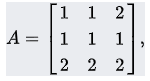 A = [ 1 1 2
1 1 1
2 2 2 ],